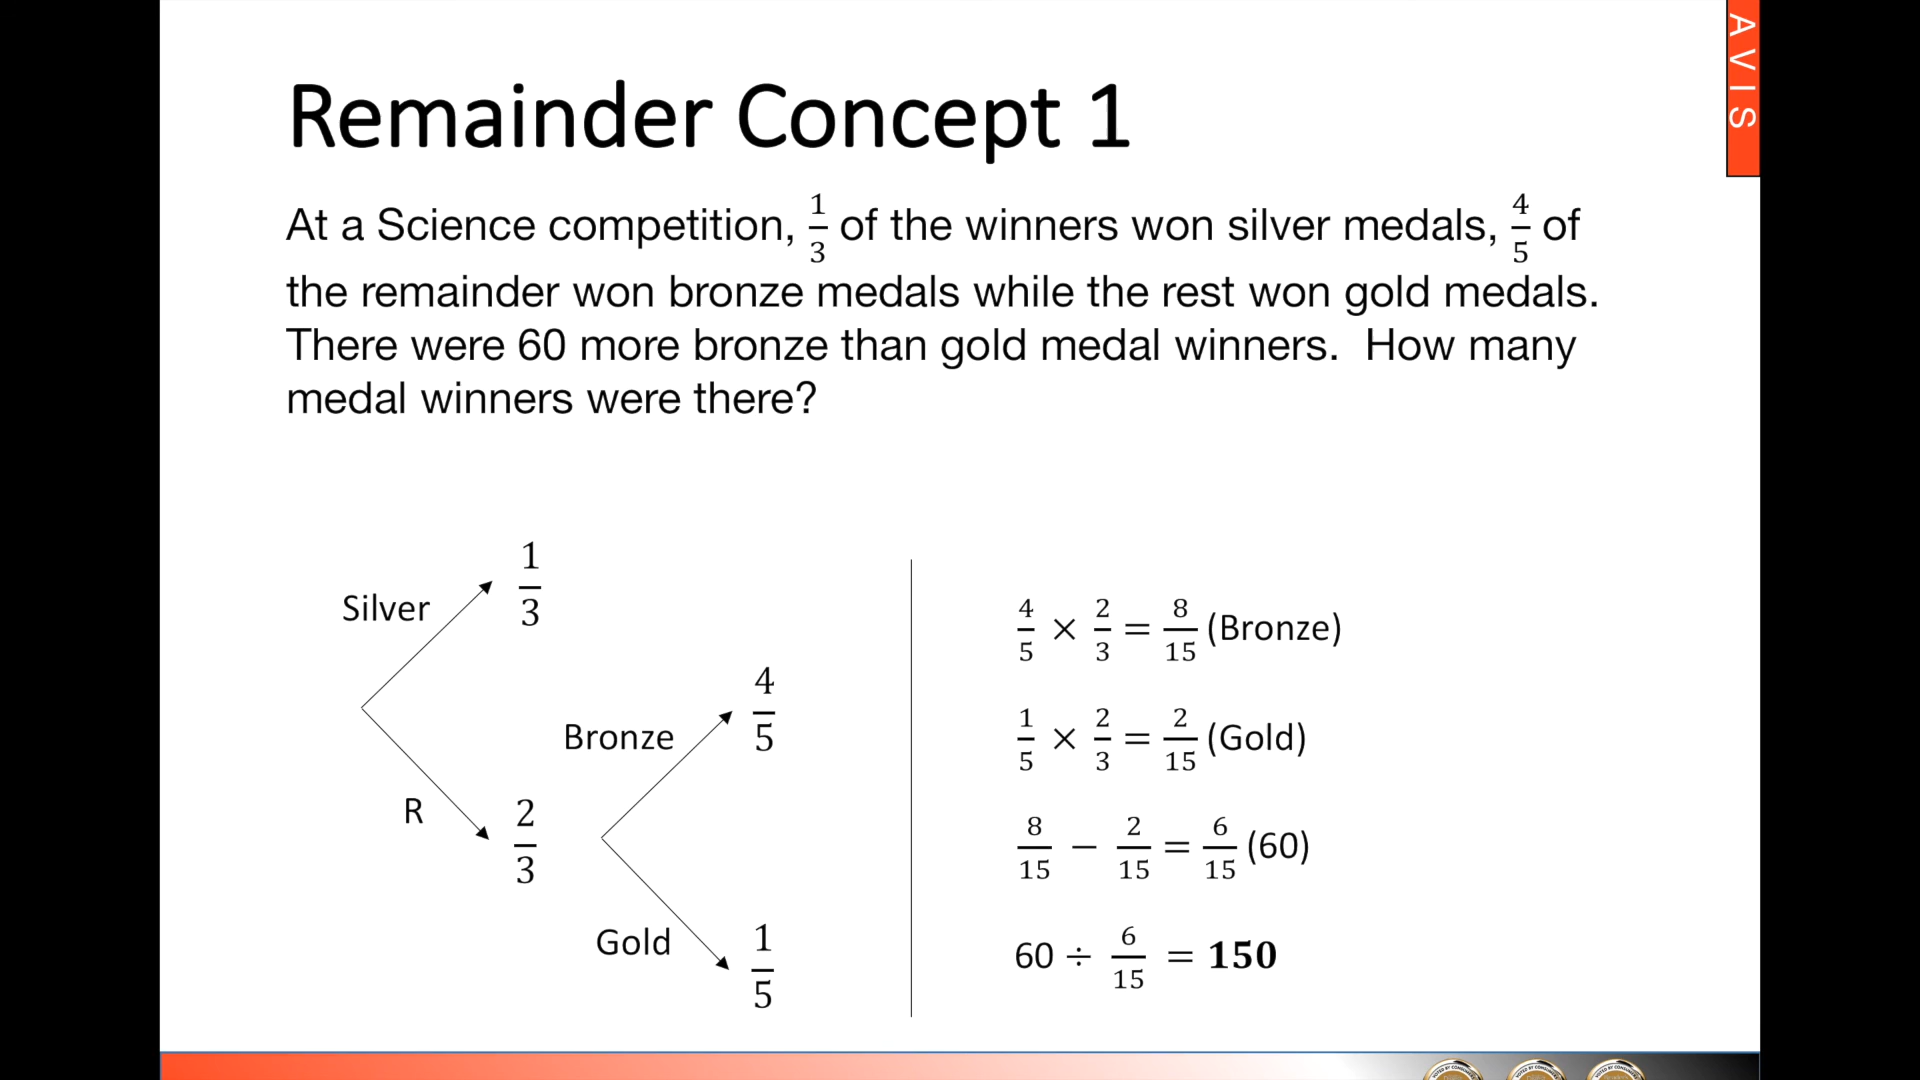 AVIS
Remainder Concept 1
At a Science competition, 1/3 of the winners won silver medals, 4/5 of
the remainder won bronze medals while the rest won gold medals.
There were 60 more bronze than gold medal winners.  How many
medal winners were there?
Silver
1/3
R
2/3
Bronze
4/5
Gold
1/5
4/5 × 2/3 = 8/15 (Bronze)
1/5 × 2/3 = 2/15 (Gold)
8/15 − 2/15 = 6/15 (60)
60 ÷ 6/15 = 150